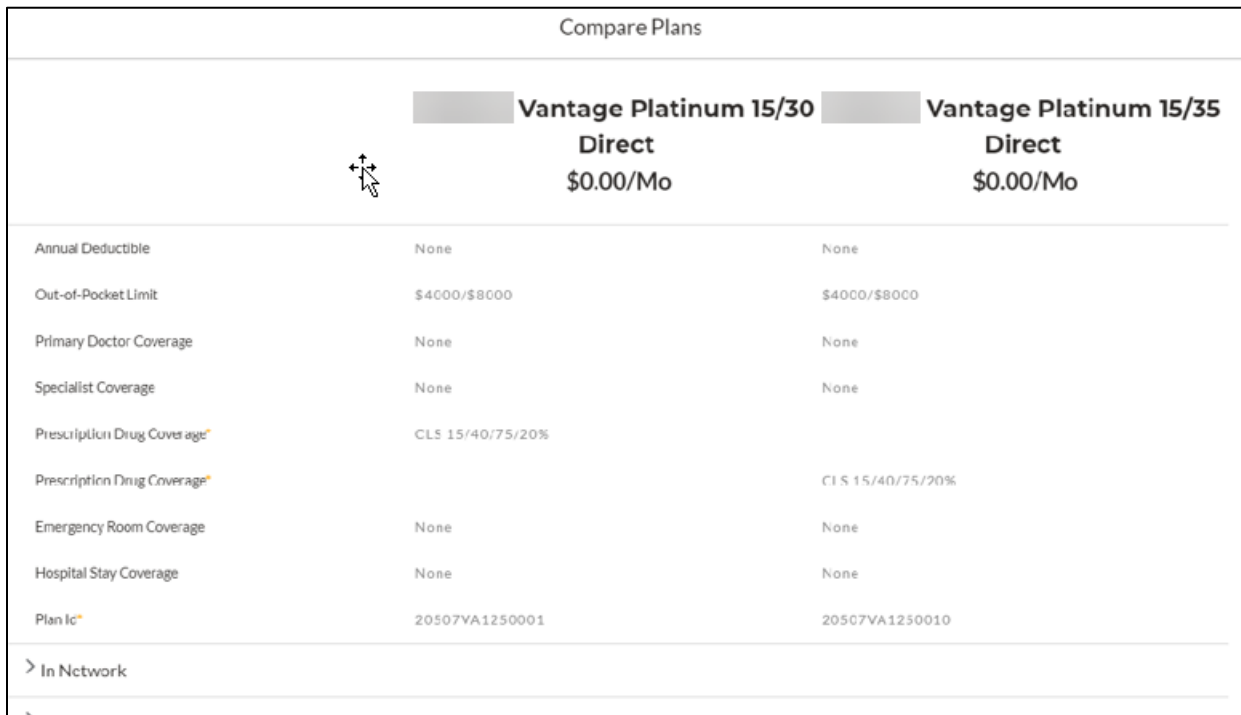 Compare Plans
Vantage Platinum 15/30 Vantage Platinum 15/35
Direct Direct
$0.00/Mo $0.00/Mo
Annual Deductible None None
Out-of-Pocket Limit $4000/$8000 $4000/$8000
Primary Doctor Coverage None None
Specialist Coverage None None
Prescription Drug Coverage* CLS 15/40/75/20%
Prescription Drug Coverage* CLS 15/40/75/20%
Emergency Room Coverage None None
Hospital Stay Coverage None None
Plan Id* 20507VA1250001 20507VA1250010
> In Network